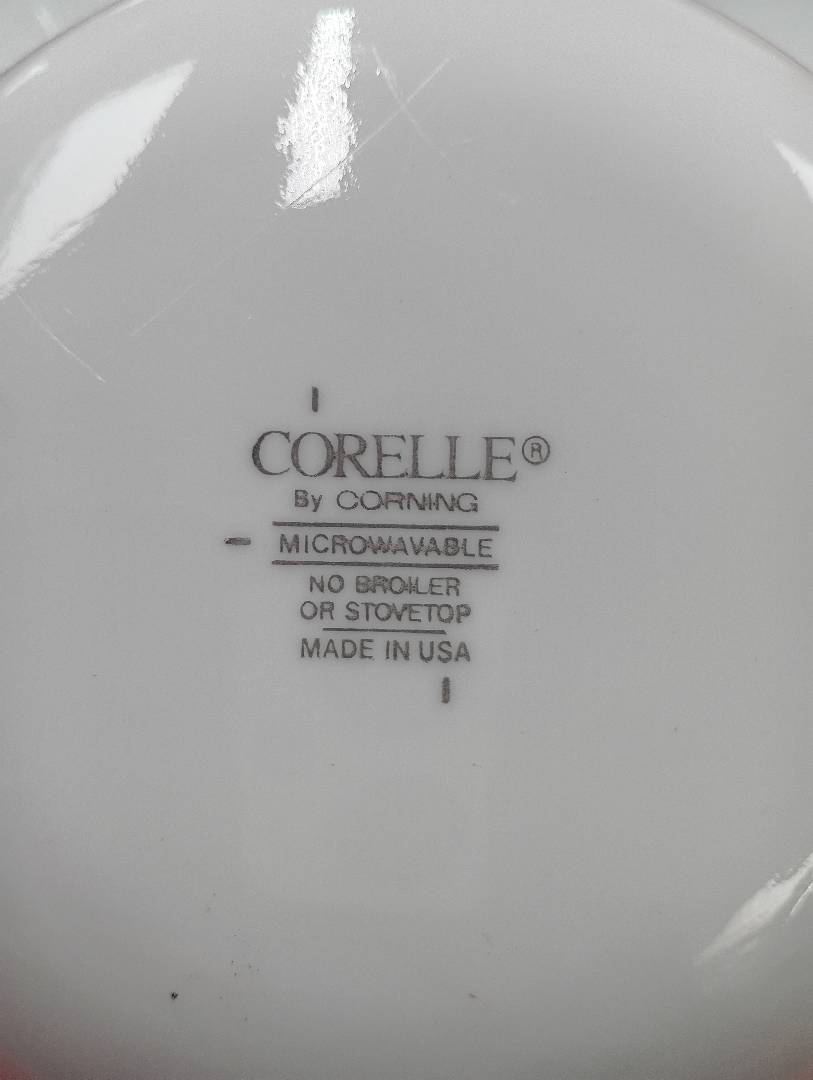 CORELLE®
By CORNING
MICROWAVABLE
NO BROILER
OR STOVETOP
MADE IN USA